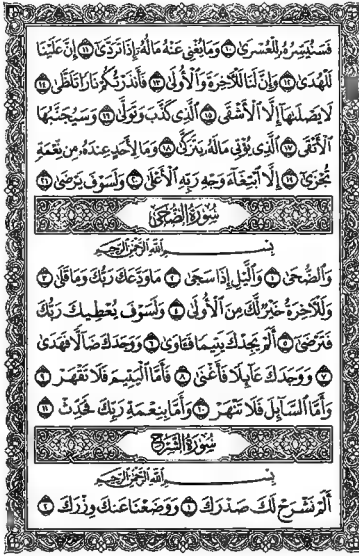 فَسَنُيَسِّرُهُۥ لِلۡعُسۡرَىٰ ١٠ وَمَا يُغۡنِي عَنۡهُ مَالُهُۥٓ إِذَا تَرَدَّىٰٓ ١١ إِنَّ عَلَيۡنَا
لَلۡهُدَىٰ ١٢ وَإِنَّ لَنَا لَلۡأٓخِرَةَ وَٱلۡأُولَىٰ ١٣ فَأَنذَرۡتُكُمۡ نَارٗا تَلَظَّىٰ ١٤
لَا يَصۡلَىٰهَآ إِلَّا ٱلۡأَشۡقَى ١٥ ٱلَّذِي كَذَّبَ وَتَوَلَّىٰ ١٦ وَسَيُجَنَّبُهَا
ٱلۡأَتۡقَى ١٧ ٱلَّذِي يُؤۡتِي مَالَهُۥ يَتَزَكَّىٰ ١٨ وَمَا لِأَحَدٍ عِندَهُۥ مِن نِّعۡمَةٖ
تُجۡزَىٰٓ ١٩ إِلَّا ٱبۡتِغَآءَ وَجۡهِ رَبِّهِ ٱلۡأَعۡلَىٰ ٢٠ وَلَسَوۡفَ يَرۡضَىٰ ٢١
سُورَةُ الضُّحَىٰ
بِسۡمِ ٱللَّهِ ٱلرَّحۡمَٰنِ ٱلرَّحِيمِ
وَٱلضُّحَىٰ ١ وَٱلَّيۡلِ إِذَا سَجَىٰ ٢ مَا وَدَّعَكَ رَبُّكَ وَمَا قَلَىٰ ٣
وَلَلۡأٓخِرَةُ خَيۡرٞ لَّكَ مِنَ ٱلۡأُولَىٰ ٤ وَلَسَوۡفَ يُعۡطِيكَ رَبُّكَ
فَتَرۡضَىٰٓ ٥ أَلَمۡ يَجِدۡكَ يَتِيمٗا فَـَٔاوَىٰ ٦ وَوَجَدَكَ ضَآلّٗا فَهَدَىٰ
٧ وَوَجَدَكَ عَآئِلٗا فَأَغۡنَىٰ ٨ فَأَمَّا ٱلۡيَتِيمَ فَلَا تَقۡهَرۡ ٩
وَأَمَّا ٱلسَّآئِلَ فَلَا تَنۡهَرۡ ١٠ وَأَمَّا بِنِعۡمَةِ رَبِّكَ فَحَدِّثۡ ١١
سُورَةُ الشَّرۡحِ
بِسۡمِ ٱللَّهِ ٱلرَّحۡمَٰنِ ٱلرَّحِيمِ
أَلَمۡ نَشۡرَحۡ لَكَ صَدۡرَكَ ١ وَوَضَعۡنَا عَنكَ وِزۡرَكَ ٢